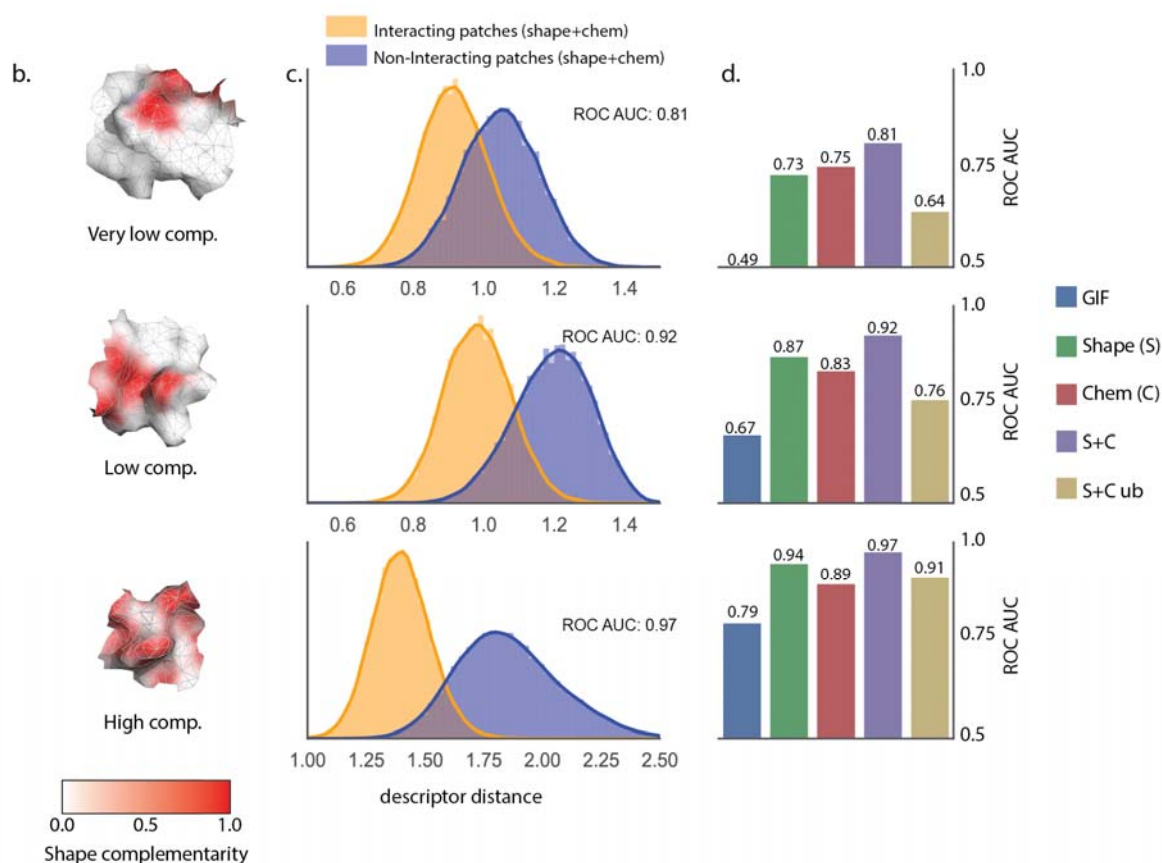 Interacting patches (shape+chem)
Non-Interacting patches (shape+chem)
b.
c.
d.
Very low comp.
ROC AUC: 0.81
0.6 0.8 1.0 1.2 1.4
0.49
0.73
0.75
0.81
0.64
1.0
0.75
0.5
ROC AUC
Low comp.
ROC AUC: 0.92
0.6 0.8 1.0 1.2 1.4
0.67
0.87
0.83
0.92
0.76
1.0
0.75
0.5
ROC AUC
GIF
Shape (S)
Chem (C)
S+C
S+C ub
High comp.
ROC AUC: 0.97
1.00 1.25 1.50 1.75 2.00 2.25 2.50
descriptor distance
0.79
0.94
0.89
0.97
0.91
1.0
0.75
0.5
ROC AUC
0.0 0.5 1.0
Shape complementarity